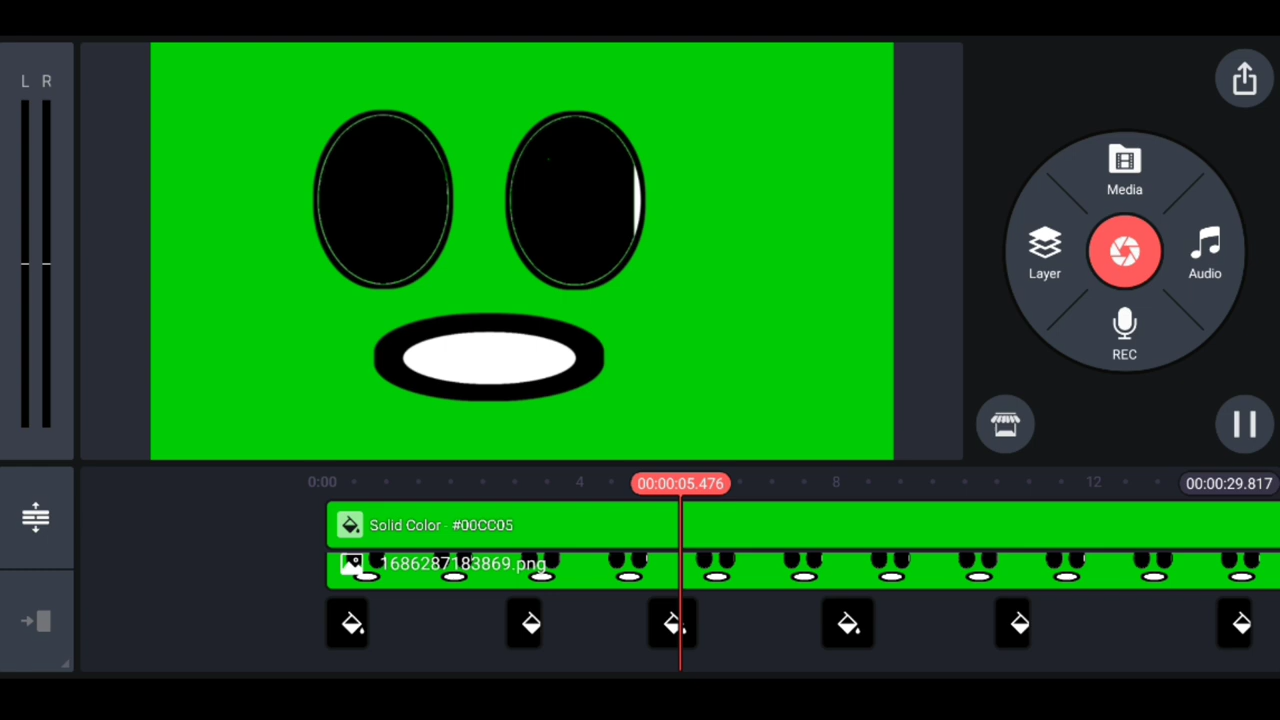 L R
Media
Layer
Audio
REC
0:00
4
00:00:05.476
8
12
00:00:29.817
Solid Color - #00CC05
1686287183869.png